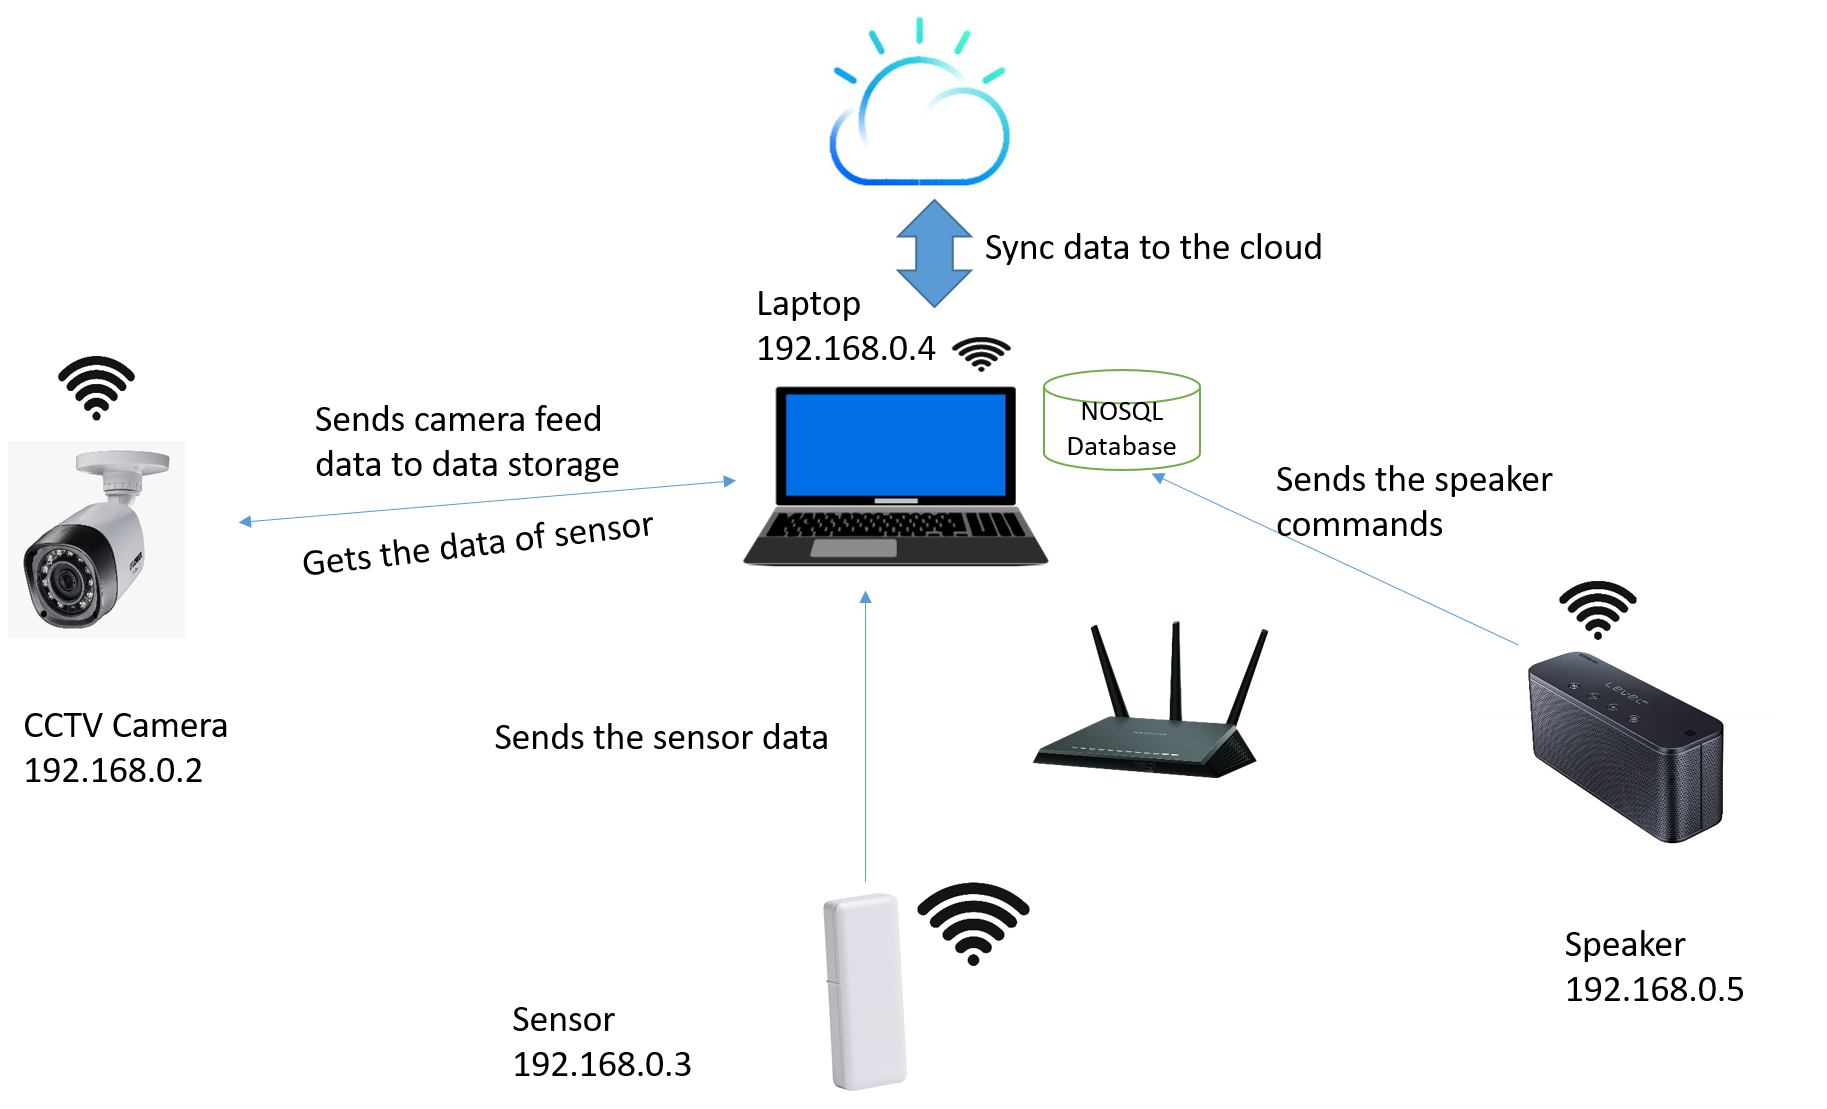 Sync data to the cloud
Laptop
192.168.0.4
NOSQL
Database
Sends camera feed
data to data storage
Gets the data of sensor
Sends the speaker
commands
CCTV Camera
192.168.0.2
Sends the sensor data
LEVEL
Speaker
192.168.0.5
Sensor
192.168.0.3